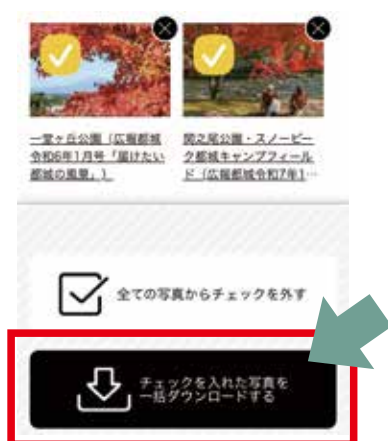 一堂ヶ丘公園（広報都城
令和6年1月号「届けたい
都城の風景」）
関之尾公園・スノーピー
ク都城キャンプフィール
ド（広報都城令和7年1…
全ての写真からチェックを外す
チェックを入れた写真を
一括ダウンロードする